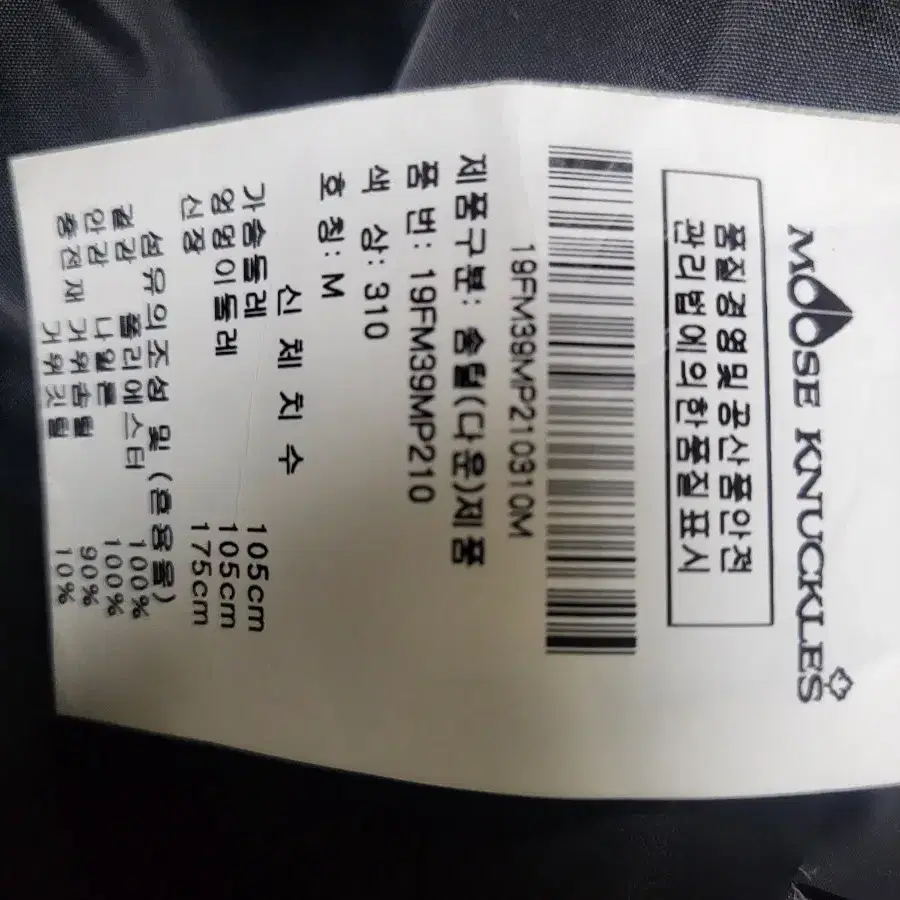 MOOSE KNUCKLES
품질경영및공산품안전
관리법에의한품질표시
19FM39MP210310M
제품구분: 솜털(다운)제품
품 번: 19FM39MP210
색 상: 310
호 칭: M
신 체 치 수
가슴둘레 105cm
엉덩이둘레 105cm
신장 175cm
섬유의조성 및 (혼용율)
겉감 폴리에스터 100%
안감 나일론 100%
충전재 거위솜털 90%
거위깃털 10%